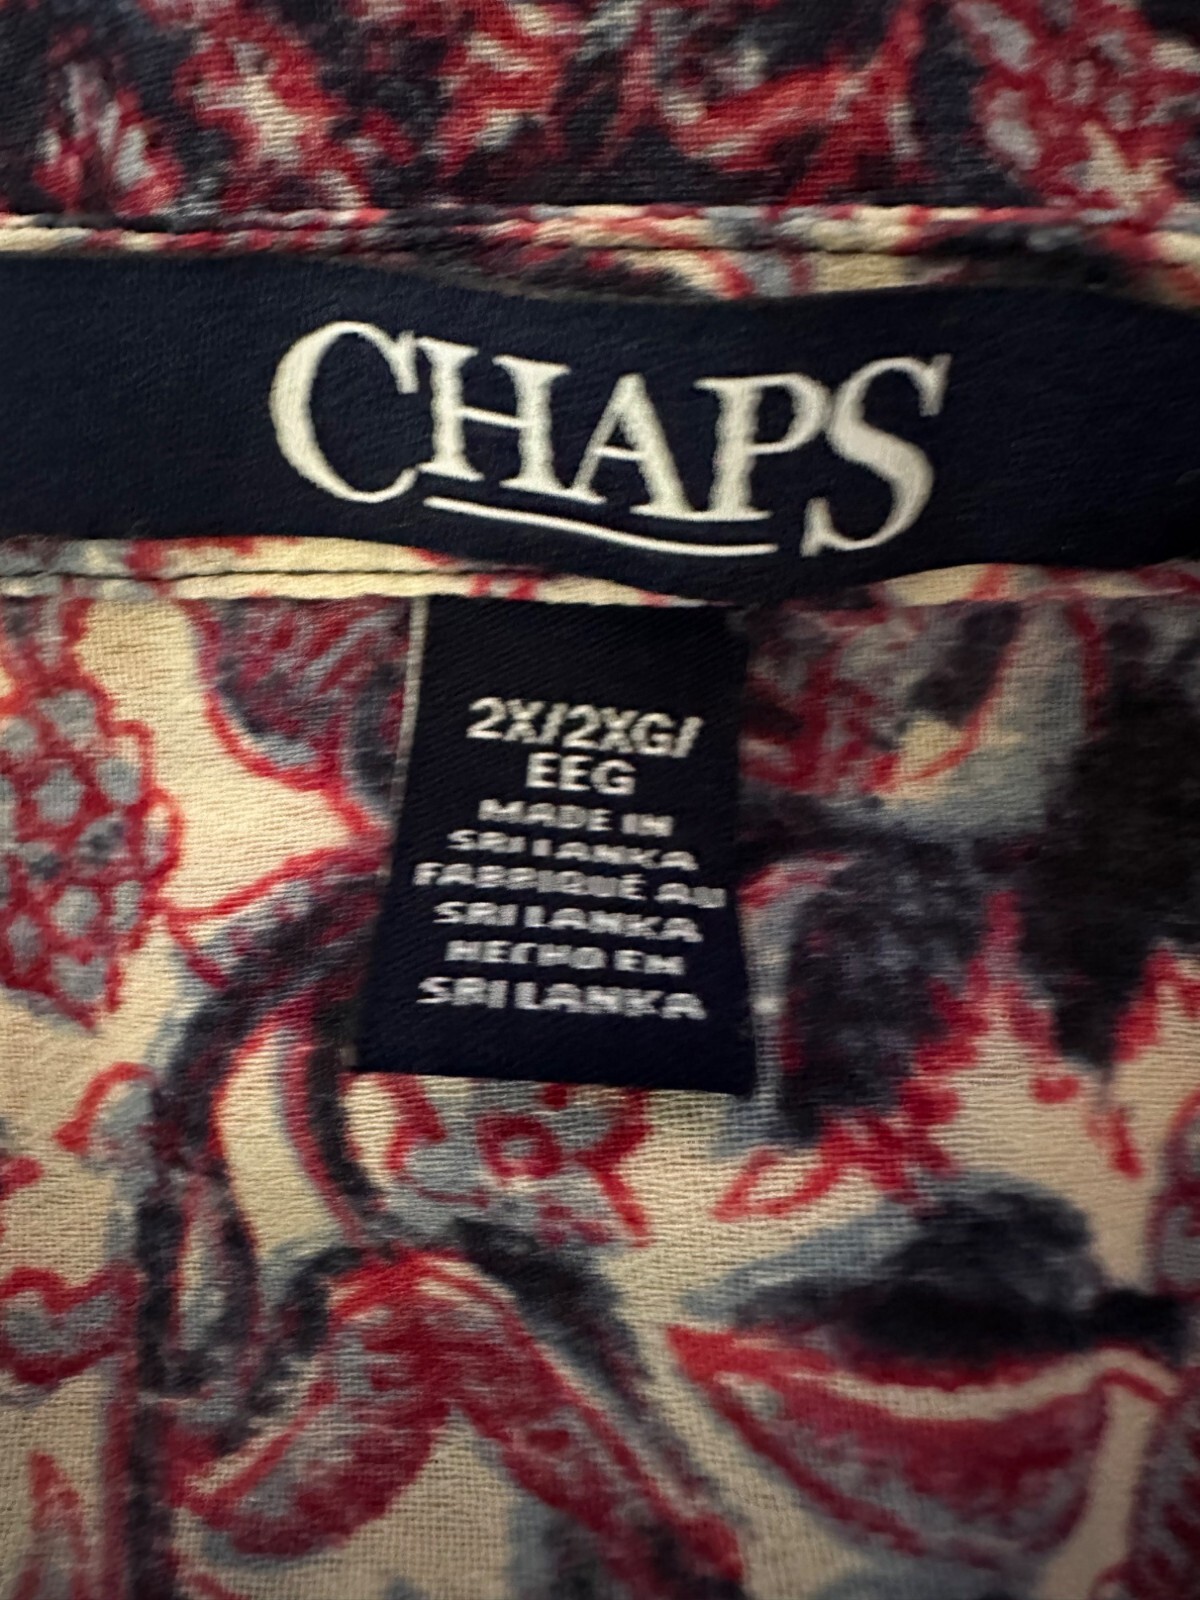 CHAPS
2X/2XG/
EEG
MADE IN
SRI LANKA
FABRIQUÉ AU
SRI LANKA
HECHO EN
SRI LANKA